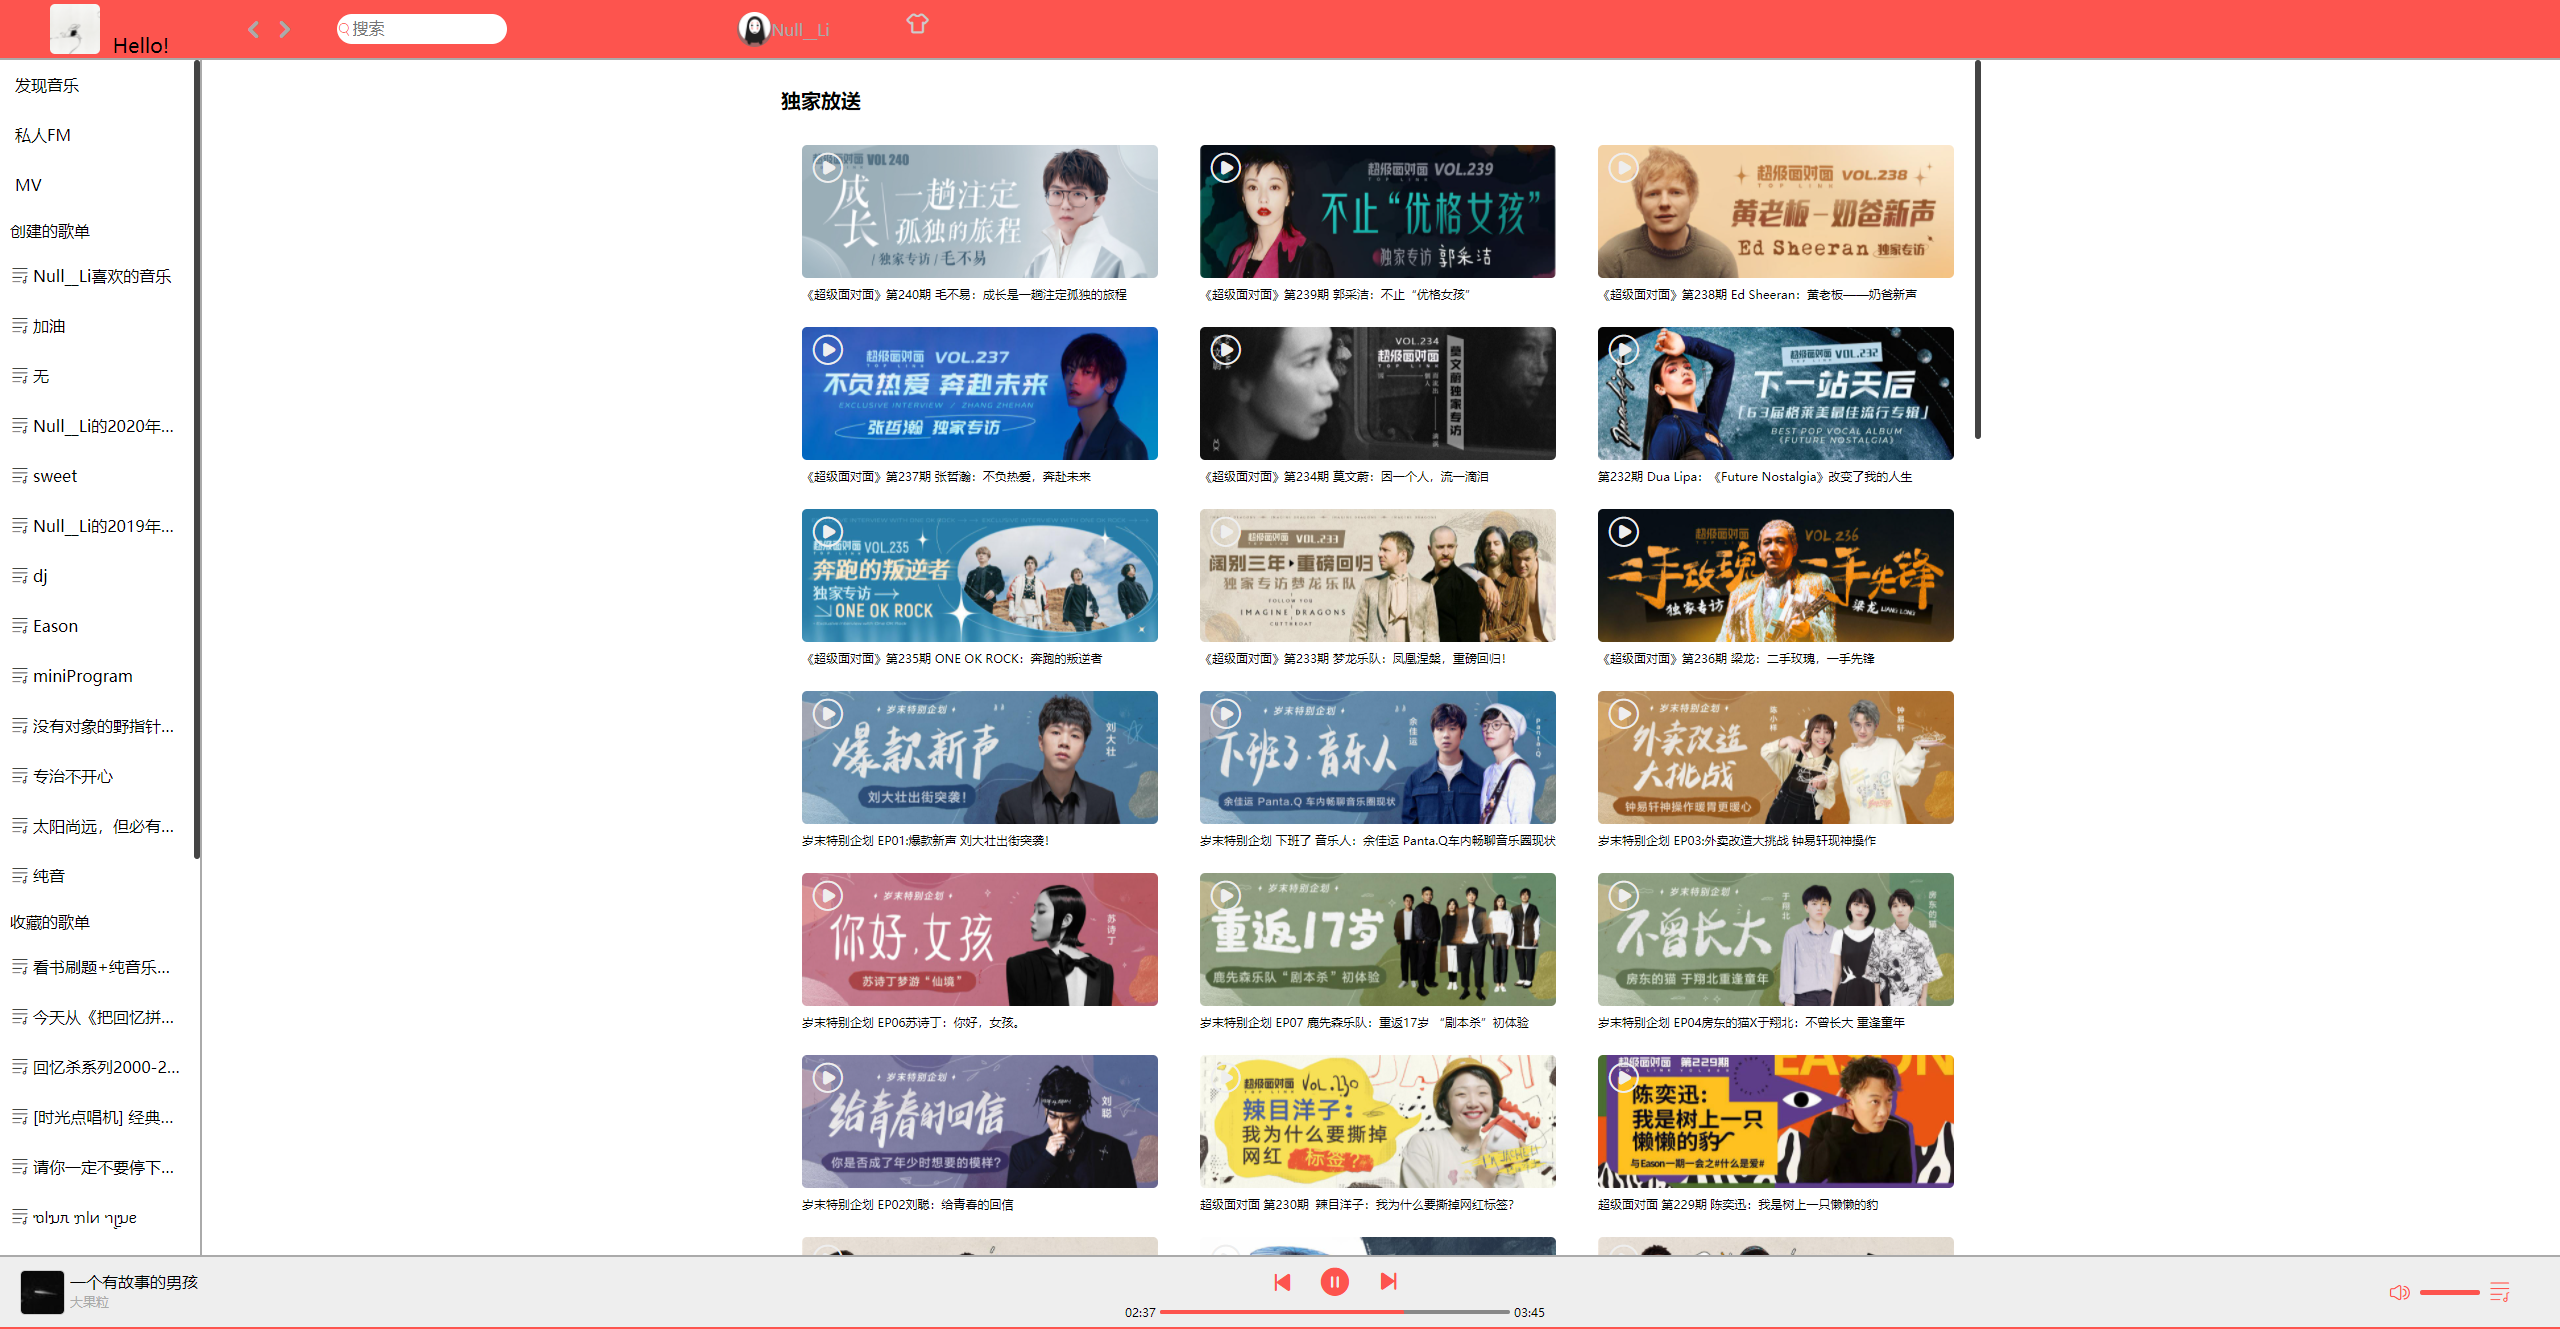 Hello!
搜索
Null__Li
发现音乐
私人FM
MV
创建的歌单
Null__Li喜欢的音乐
加油
无
Null__Li的2020年...
sweet
Null__Li的2019年...
dj
Eason
miniProgram
没有对象的野指针...
专治不开心
太阳尚远，但必有...
纯音
收藏的歌单
看书刷题+纯音乐...
今天从《把回忆拼...
回忆杀系列2000-2...
[时光点唱机] 经典...
请你一定不要停下...
独家放送
超级面对面 VOL 240
成长
一趟注定
孤独的旅程
/ 独家专访 / 毛不易
《超级面对面》第240期 毛不易：成长是一趟注定孤独的旅程
超级面对面 VOL.239
TOP LINK
不止“优格女孩”
独家专访 郭采洁
《超级面对面》第239期 郭采洁：不止“优格女孩”
超级面对面 VOL.238
TOP LINK
黄老板－奶爸新声
Ed Sheeran 独家专访
《超级面对面》第238期 Ed Sheeran：黄老板——奶爸新声
超级面对面 VOL.237
TOP LINK
不负热爱 奔赴未来
EXCLUSIVE INTERVIEW / ZHANG ZHEHAN
张哲瀚 独家专访
《超级面对面》第237期 张哲瀚：不负热爱，奔赴未来
VOL.234
超级面对面
莫文蔚独家专访
《超级面对面》第234期 莫文蔚：因一个人，流一滴泪
超级面对面 VOL.232
Dua Lipa
下一站天后
「63届格莱美最佳流行专辑」
BEST POP VOCAL ALBUM
《FUTURE NOSTALGIA》
第232期 Dua Lipa：《Future Nostalgia》改变了我的人生
超级面对面 VOL.235
奔跑的叛逆者
独家专访
ONE OK ROCK
《超级面对面》第235期 ONE OK ROCK：奔跑的叛逆者
超级面对面 VOL.233
阔别三年 重磅回归
独家专访梦龙乐队
FOLLOW YOU
IMAGINE DRAGONS
CUTTHROAT
《超级面对面》第233期 梦龙乐队：凤凰涅槃，重磅回归！
超级面对面 VOL.236
二手玫瑰 一手先锋
独家专访 梁龙 LIANG LONG
《超级面对面》第236期 梁龙：二手玫瑰，一手先锋
岁末特别企划
爆款新声
刘大壮
刘大壮出街突袭！
岁末特别企划 EP01:爆款新声 刘大壮出街突袭！
岁末特别企划
下班了·音乐人
余佳运
Panta.Q
余佳运 Panta.Q 车内畅聊音乐圈现状
岁末特别企划 下班了 音乐人：余佳运 Panta.Q车内畅聊音乐圈现状
岁末特别企划
外卖改造
大挑战
陈小样
钟易轩
钟易轩神操作暖胃更暖心
岁末特别企划 EP03:外卖改造大挑战 钟易轩现神操作
岁末特别企划
你好，女孩
苏诗丁
苏诗丁梦游“仙境”
岁末特别企划 EP06苏诗丁：你好，女孩。
岁末特别企划
重返17岁
鹿先森乐队“剧本杀”初体验
岁末特别企划 EP07 鹿先森乐队：重返17岁 “剧本杀”初体验
岁末特别企划
不曾长大
于翔北
房东的猫
房东的猫 于翔北重逢童年
岁末特别企划 EP04房东的猫X于翔北：不曾长大 重逢童年
岁末特别企划
给青春的回信
刘聪
你是否成了年少时想要的模样？
岁末特别企划 EP02刘聪：给青春的回信
超级面对面 VOL.230
辣目洋子：
我为什么要撕掉
网红 标签？
超级面对面 第230期 辣目洋子：我为什么要撕掉网红标签？
超级面对面 第229期
EASON
陈奕迅：
我是树上一只
懒懒的豹
与Eason一期一会之#什么是爱#
超级面对面 第229期 陈奕迅：我是树上一只懒懒的豹
一个有故事的男孩
大果粒
02:37
03:45